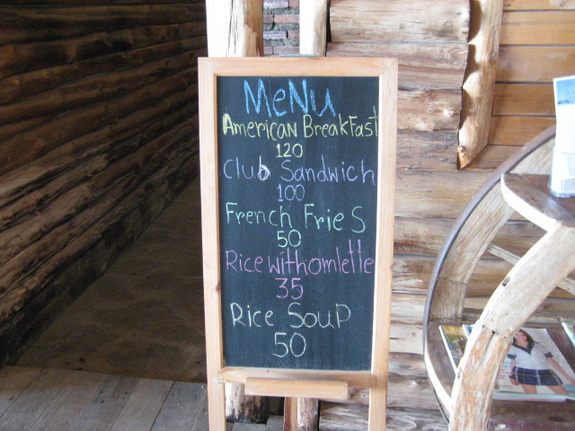 MeNu
American BreakFast
120
Club Sandwich
100
French FrieS
50
Rice withomlette
35
Rice Soup
50